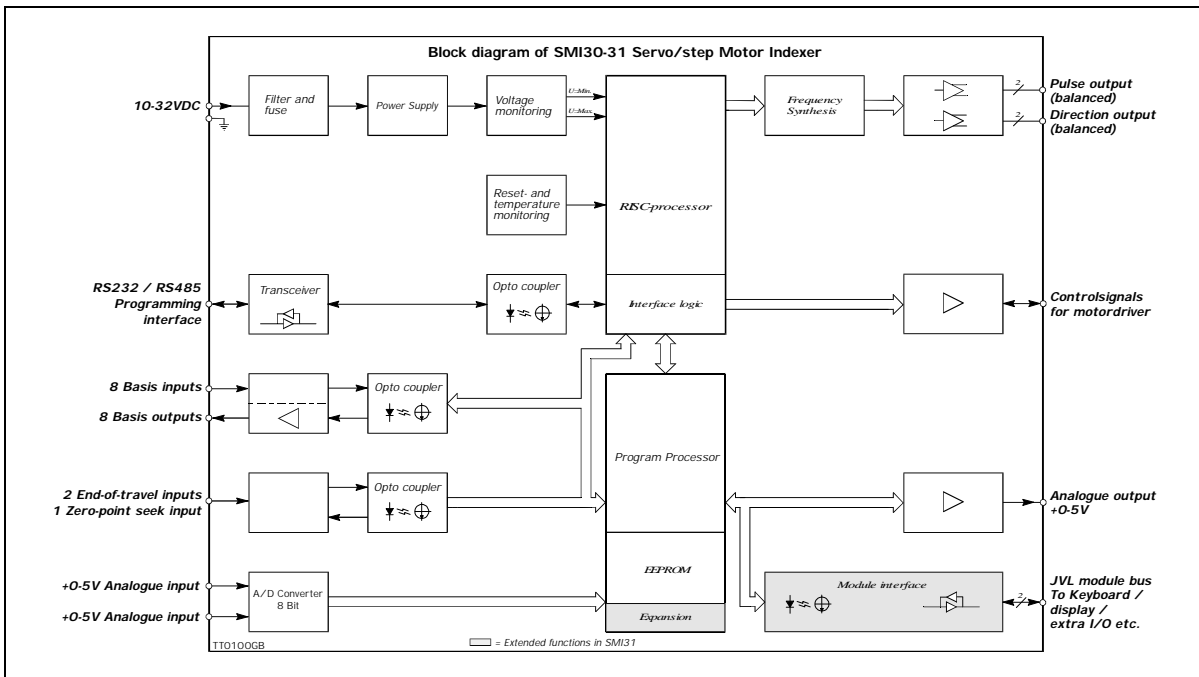 Block diagram of SMI30-31 Servo/step Motor Indexer
10-32VDC
Filter and
fuse
Power Supply
Voltage
monitoring
U=Min.
U=Max.
Frequency
Synthesis
2
2
Pulse output
(balanced)
Direction output
(balanced)
Reset- and
temperature
monitoring
RISC-processor
RS232 / RS485
Programming
interface
Transceiver
Opto coupler
Interface logic
Controlsignals
for motordriver
8 Basis inputs
8 Basis outputs
Opto coupler
Program Processor
2 End-of-travel inputs
1 Zero-point seek input
Opto coupler
Analogue output
+0-5V
+0-5V Analogue input
+0-5V Analogue input
A/D Converter
8 Bit
EEPROM
Expansion
Module interface
2
JVL module bus
To Keyboard /
display /
extra I/O etc.
TT0100GB
= Extended functions in SMI31